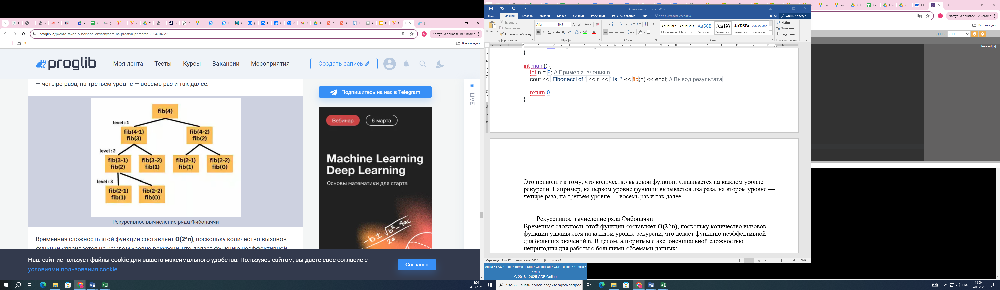 proglib.io/p/chto-takoe-o-bolshoe-obyasnyaem-na-prostyh-primerah-2024-04-27
Доступно обновление Chrome
!!!!
Все закладки
proglib
Моя лента
Тесты
Курсы
Вакансии
Мероприятия
Создать запись
— четыре раза, на третьем уровне — восемь раз и так далее:
fib(4)
level : 1
fib(4-1)
fib(3)
fib(4-2)
fib(2)
level : 2
fib(3-1)
fib(2)
fib(3-2)
fib(1)
fib(2-1)
fib(1)
fib(2-2)
fib(0)
level : 3
fib(2-1)
fib(1)
fib(2-2)
fib(0)
Рекурсивное вычисление ряда Фибоначчи
Временная сложность этой функции составляет O(2^n), поскольку количество вызовов
функции удваивается на каждом уровне рекурсии, что делает функцию неэффективной
Подпишитесь на нас в Telegram
LIVE
Вебинар
6 марта
Machine Learning
Deep Learning
Основы математики для старта
-b±√b²-4ac
2a
Наш сайт использует файлы cookie для вашего максимального удобства. Пользуясь сайтом, вы даете свое согласие с
условиями пользования cookie
Согласен
18:00
04.03.2025
Анализ алгоритмов - Word
Файл
Главная
Вставка
Дизайн
Макет
Ссылки
Рассылки
Рецензирование
Вид
Что вы хотите сделать?
Вход
Общий доступ
Вставить
Вырезать
Копировать
Формат по образцу
Буфер обмена
Arial
10,5
Шрифт
Абзац
АаБбВвГг,
АаБбВвГг,
АаБбВı
АаБб
АаБбВ
АаБбВвГг
¶ Обычный
¶ Без инте...
Заголово...
Заголово...
Заголово...
Заголово...
Стили
Найти
Заменить
Выделить
Редактирование
}
int main() {
int n = 6; // Пример значения n
cout << "Fibonacci of " << n << " is: " << fib(n) << endl; // Вывод результата
return 0;
}
Это приводит к тому, что количество вызовов функции удваивается на каждом уровне
рекурсии. Например, на первом уровне функция вызывается два раза, на втором уровне —
четыре раза, на третьем уровне — восемь раз и так далее:
Рекурсивное вычисление ряда Фибоначчи
Временная сложность этой функции составляет O(2^n), поскольку количество вызовов
функции удваивается на каждом уровне рекурсии, что делает функцию неэффективной
для больших значений n. В целом, алгоритмы с экспоненциальной сложностью
непригодны для работы с большими объемами данных:
Страница 12 из 17
Число слов: 3402
русский
160%
About • FAQ • Blog • Terms of Use • Contact Us • GDB Tutorial • Credits •
Privacy
© 2016 - 2025 GDB Online
Чтобы начать поиск, введите здесь запрос
Доступно обновление Chrome
Все закладки
Language
C++
close ad [x]
ENG
18:00
04.03.2025